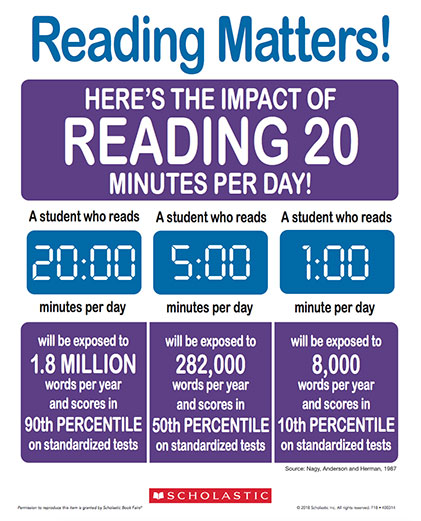 Reading Matters!
HERE'S THE IMPACT OF
READING 20
MINUTES PER DAY!
A student who reads
20:00
minutes per day
will be exposed to
1.8 MILLION
words per year
and scores in
90th PERCENTILE
on standardized tests
A student who reads
5:00
minutes per day
will be exposed to
282,000
words per year
and scores in
50th PERCENTILE
on standardized tests
A student who reads
1:00
minute per day
will be exposed to
8,000
words per year
and scores in
10th PERCENTILE
on standardized tests
Source: Nagy, Anderson and Herman, 1987
SCHOLASTIC
Permission to reproduce this item is granted by Scholastic Book Fairs®
© 2018 Scholastic Inc. All rights reserved.